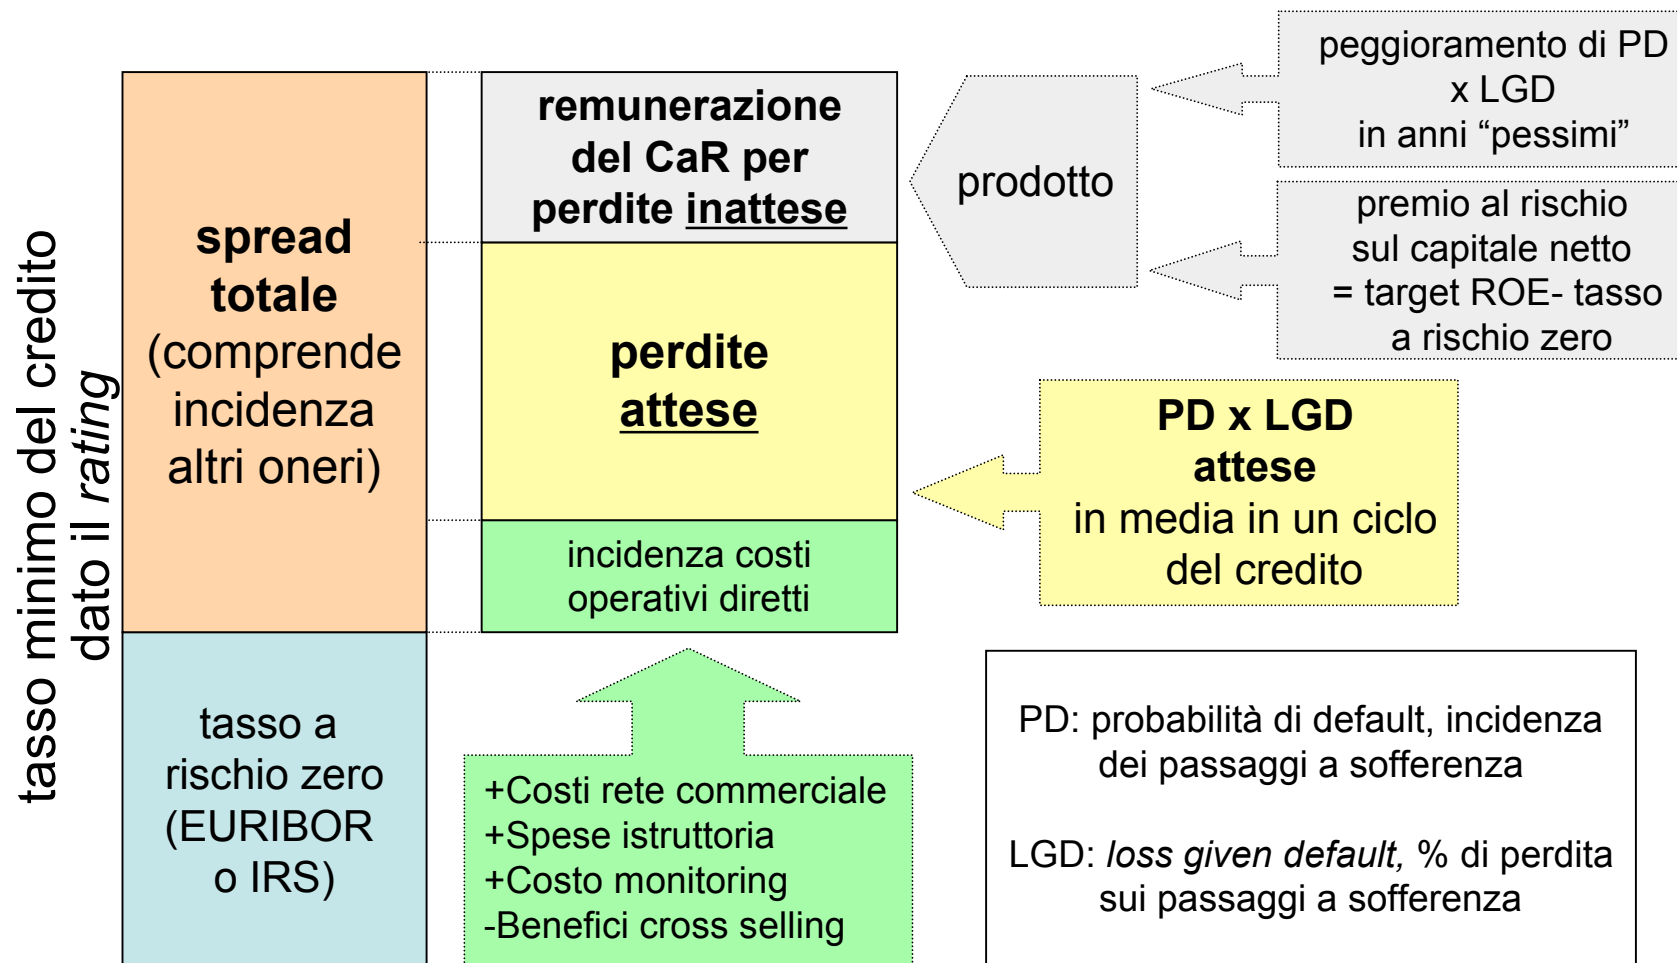 tasso minimo del credito
dato il rating
spread
totale
(comprende
incidenza
altri oneri)
tasso a
rischio zero
(EURIBOR
o IRS)
remunerazione
del CaR per
perdite inattese
perdite
attese
incidenza costi
operativi diretti
+Costi rete commerciale
+Spese istruttoria
+Costo monitoring
-Benefici cross selling
prodotto
peggioramento di PD
x LGD
in anni “pessimi”
premio al rischio
sul capitale netto
= target ROE- tasso
a rischio zero
PD x LGD
attese
in media in un ciclo
del credito
PD: probabilità di default, incidenza
dei passaggi a sofferenza
LGD: loss given default, % di perdita
sui passaggi a sofferenza